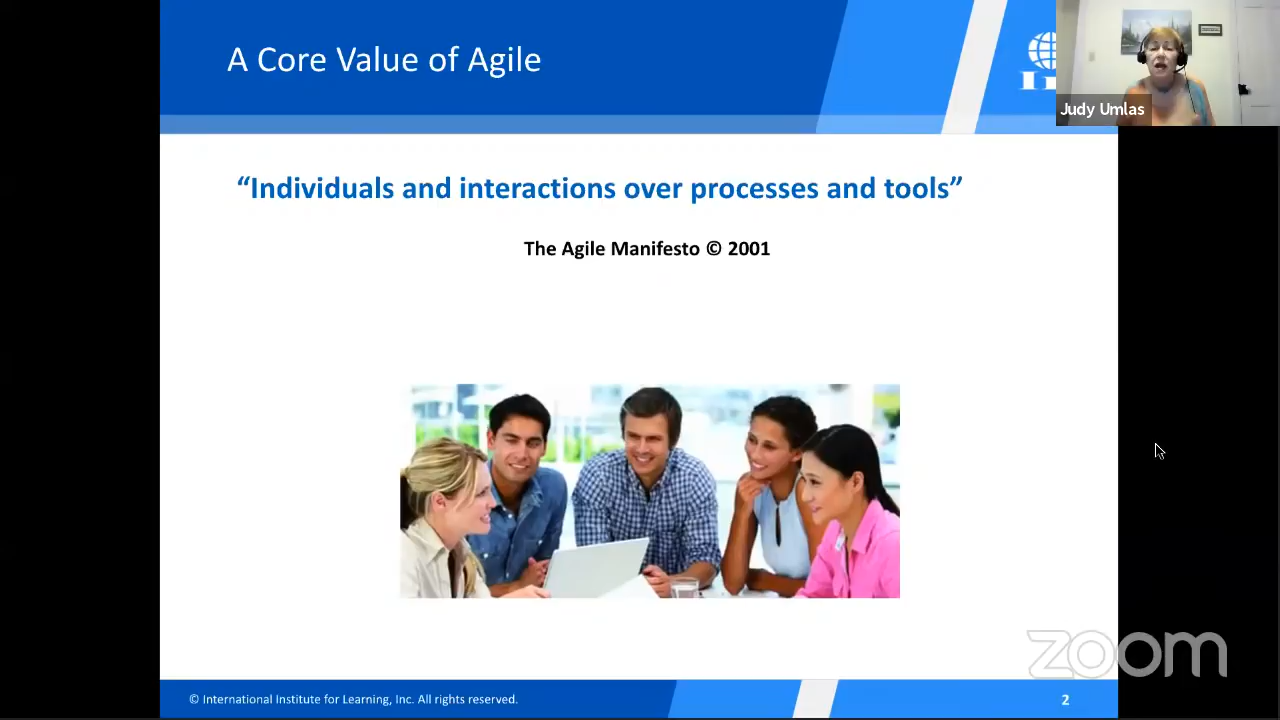 A Core Value of Agile
Judy Umlas
“Individuals and interactions over processes and tools”
The Agile Manifesto © 2001
© International Institute for Learning, Inc. All rights reserved.
2
zoom